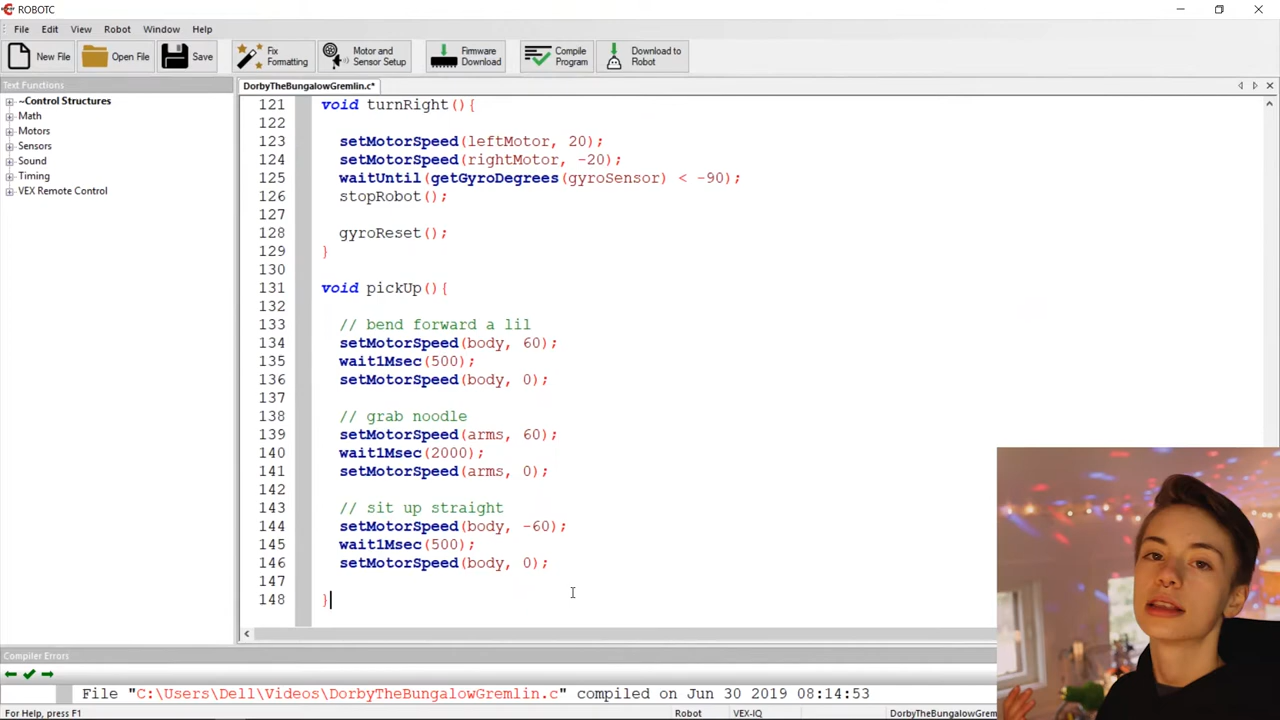 ROBOTC
File Edit View Robot Window Help
New File Open File Save Fix Formatting Motor and Sensor Setup Firmware Download Compile Program Download to Robot
Text Functions
DorbyTheBungalowGremlin.c*
~Control Structures
Math
Motors
Sensors
Sound
Timing
VEX Remote Control
121 void turnRight(){
122
123 setMotorSpeed(leftMotor, 20);
124 setMotorSpeed(rightMotor, -20);
125 waitUntil(getGyroDegrees(gyroSensor) < -90);
126 stopRobot();
127
128 gyroReset();
129 }
130
131 void pickUp(){
132
133 // bend forward a lil
134 setMotorSpeed(body, 60);
135 wait1Msec(500);
136 setMotorSpeed(body, 0);
137
138 // grab noodle
139 setMotorSpeed(arms, 60);
140 wait1Msec(2000);
141 setMotorSpeed(arms, 0);
142
143 // sit up straight
144 setMotorSpeed(body, -60);
145 wait1Msec(500);
146 setMotorSpeed(body, 0);
147
148 }
Compiler Errors
File "C:\Users\Dell\Videos\DorbyTheBungalowGremlin.c" compiled on Jun 30 2019 08:14:53
For Help, press F1 Robot VEX-IQ DorbyTheBungalowGremlin